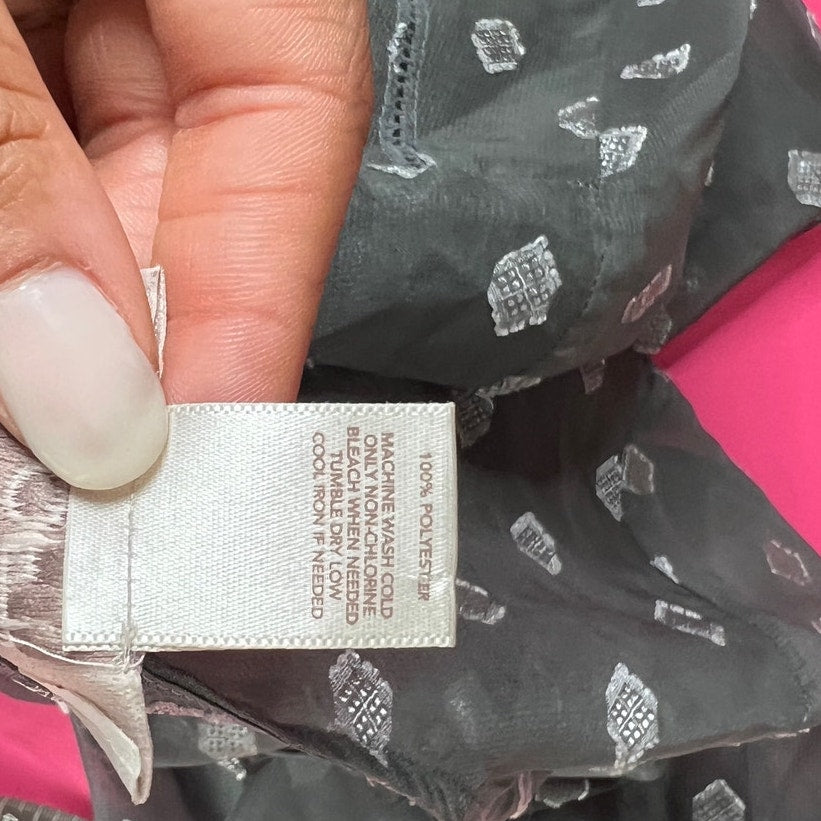 100% POLYESTER
MACHINE WASH COLD
ONLY NON-CHLORINE
BLEACH WHEN NEEDED
TUMBLE DRY LOW
COOL IRON IF NEEDED